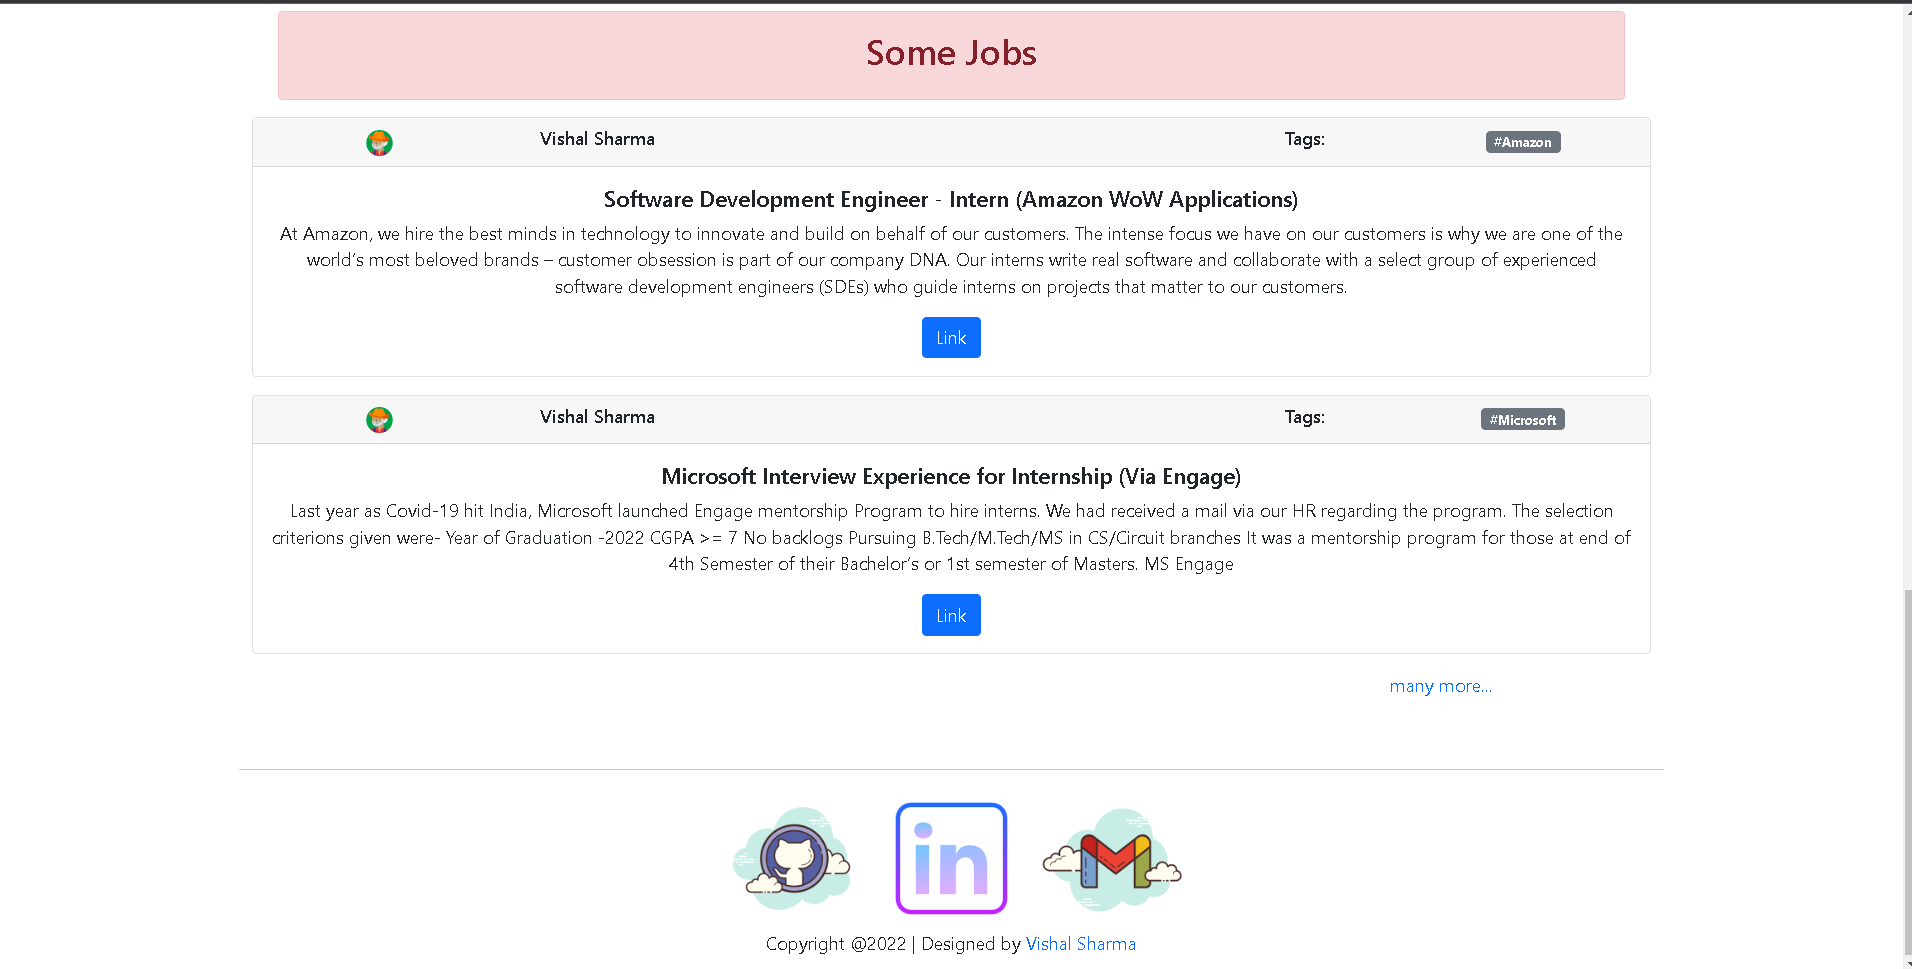 Some Jobs
Vishal Sharma Tags: #Amazon
Software Development Engineer - Intern (Amazon WoW Applications)
At Amazon, we hire the best minds in technology to innovate and build on behalf of our customers. The intense focus we have on our customers is why we are one of the
world’s most beloved brands – customer obsession is part of our company DNA. Our interns write real software and collaborate with a select group of experienced
software development engineers (SDEs) who guide interns on projects that matter to our customers.
Link
Vishal Sharma Tags: #Microsoft
Microsoft Interview Experience for Internship (Via Engage)
Last year as Covid-19 hit India, Microsoft launched Engage mentorship Program to hire interns. We had received a mail via our HR regarding the program. The selection
criterions given were- Year of Graduation -2022 CGPA >= 7 No backlogs Pursuing B.Tech/M.Tech/MS in CS/Circuit branches It was a mentorship program for those at end of
4th Semester of their Bachelor’s or 1st semester of Masters. MS Engage
Link
many more...
in
Copyright @2022 | Designed by Vishal Sharma